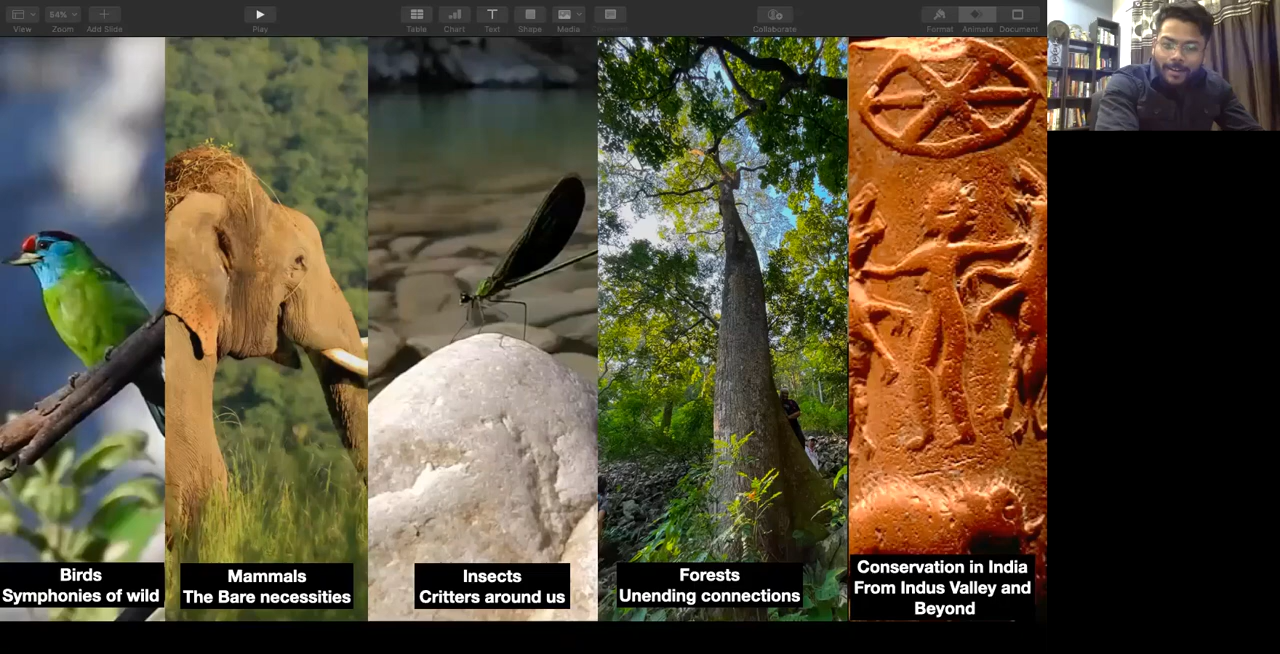 View
54%
Zoom
Add Slide
Play
Table
Chart
Text
Shape
Media
Collaborate
Format
Animate
Document
Birds
Symphonies of wild
Mammals
The Bare necessities
Insects
Critters around us
Forests
Unending connections
Conservation in India
From Indus Valley and
Beyond